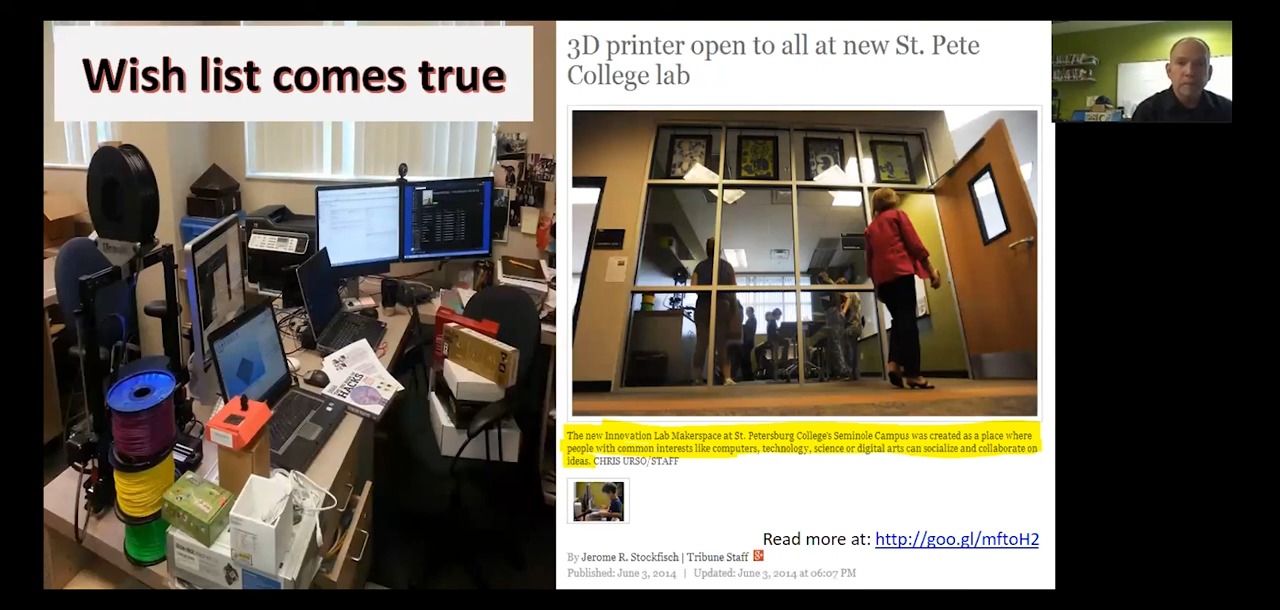 Wish list comes true
3D printer open to all at new St. Pete
College lab
HACKS
The new Innovation Lab Makerspace at St. Petersburg College's Seminole Campus was created as a place where
people with common interests like computers, technology, science or digital arts can socialize and collaborate on
ideas. CHRIS URSO/STAFF
Read more at: http://goo.gl/mftoH2
By Jerome R. Stockfisch | Tribune Staff
Published: June 3, 2014 | Updated: June 3, 2014 at 06:07 PM